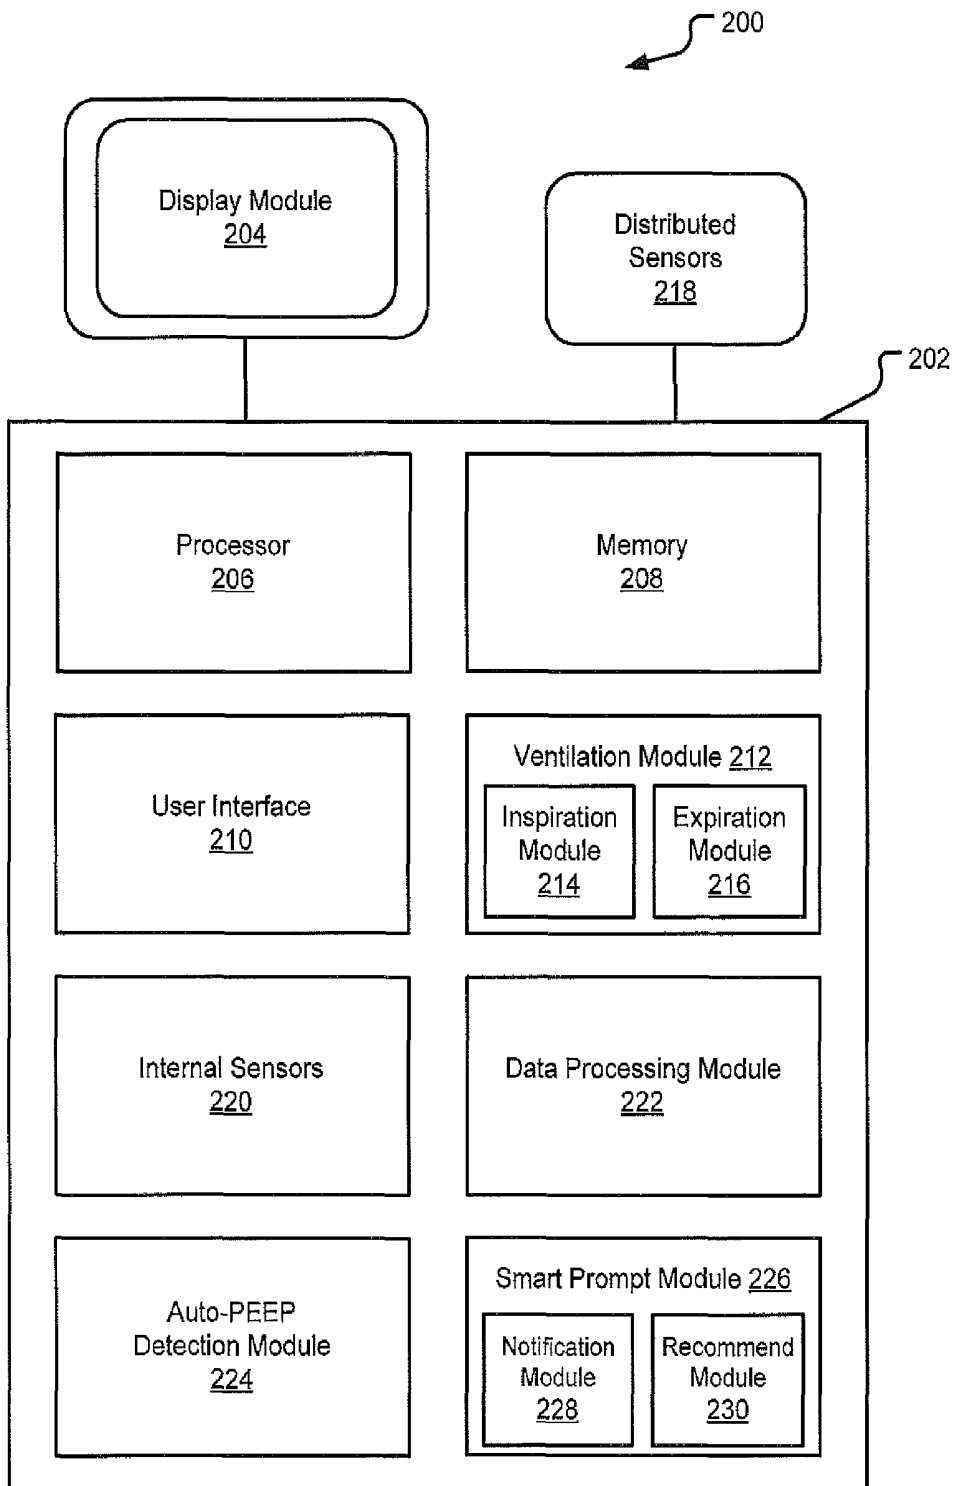 200
Display Module
204
Distributed
Sensors
218
202
Processor
206
Memory
208
User Interface
210
Ventilation Module 212
Inspiration
Module
214
Expiration
Module
216
Internal Sensors
220
Data Processing Module
222
Auto-PEEP
Detection Module
224
Smart Prompt Module 226
Notification
Module
228
Recommend
Module
230